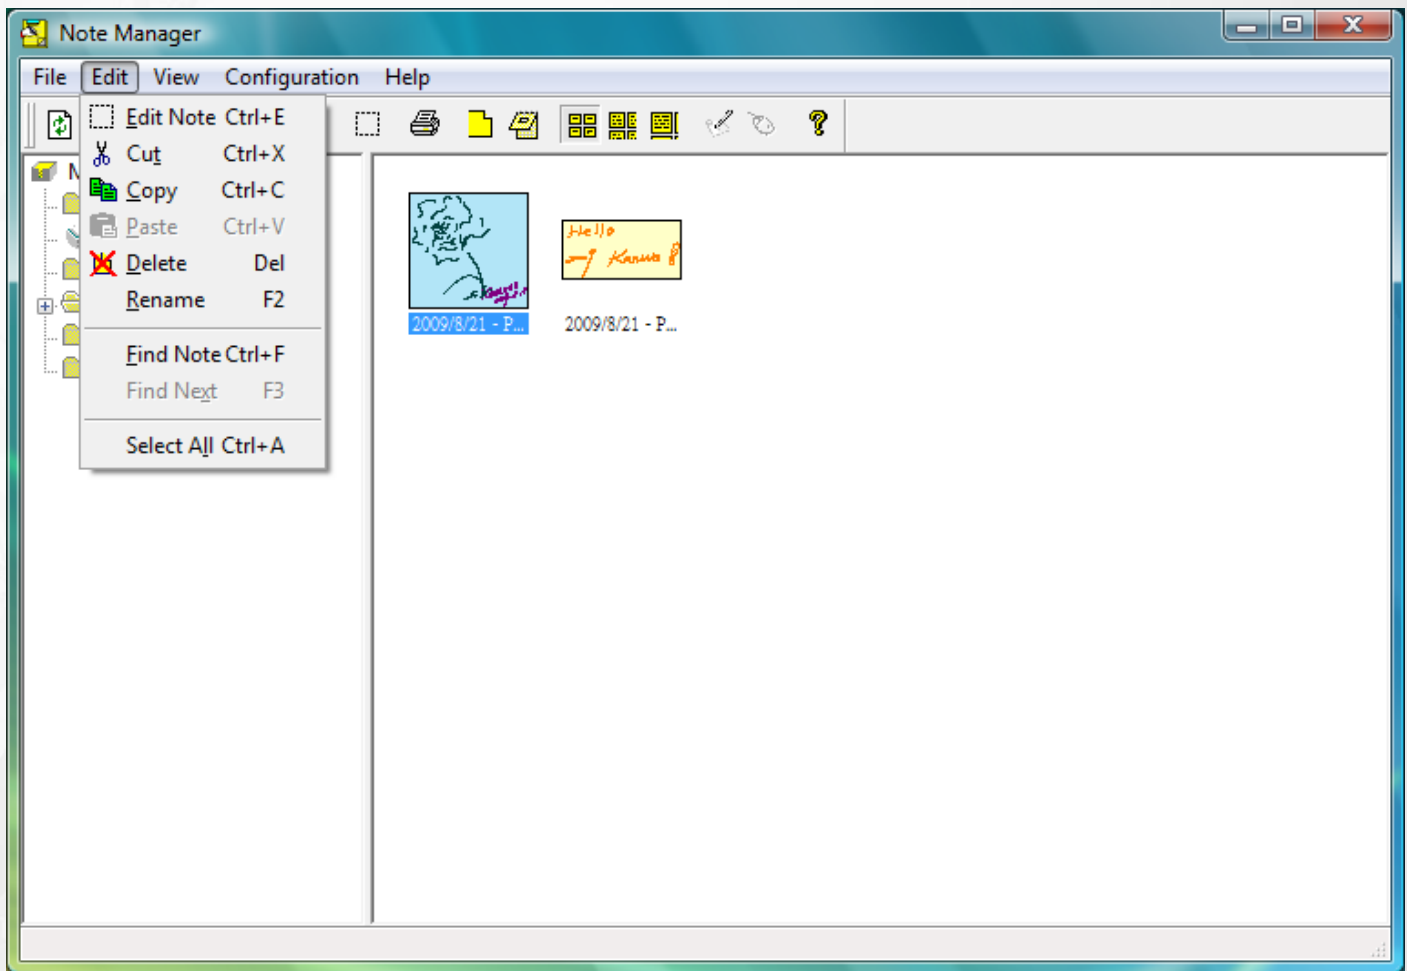 Note Manager
File Edit View Configuration Help
Edit Note Ctrl+E
Cut Ctrl+X
Copy Ctrl+C
Paste Ctrl+V
Delete Del
Rename F2
Find Note Ctrl+F
Find Next F3
Select All Ctrl+A
Hello
2009/8/21 - P... 2009/8/21 - P...